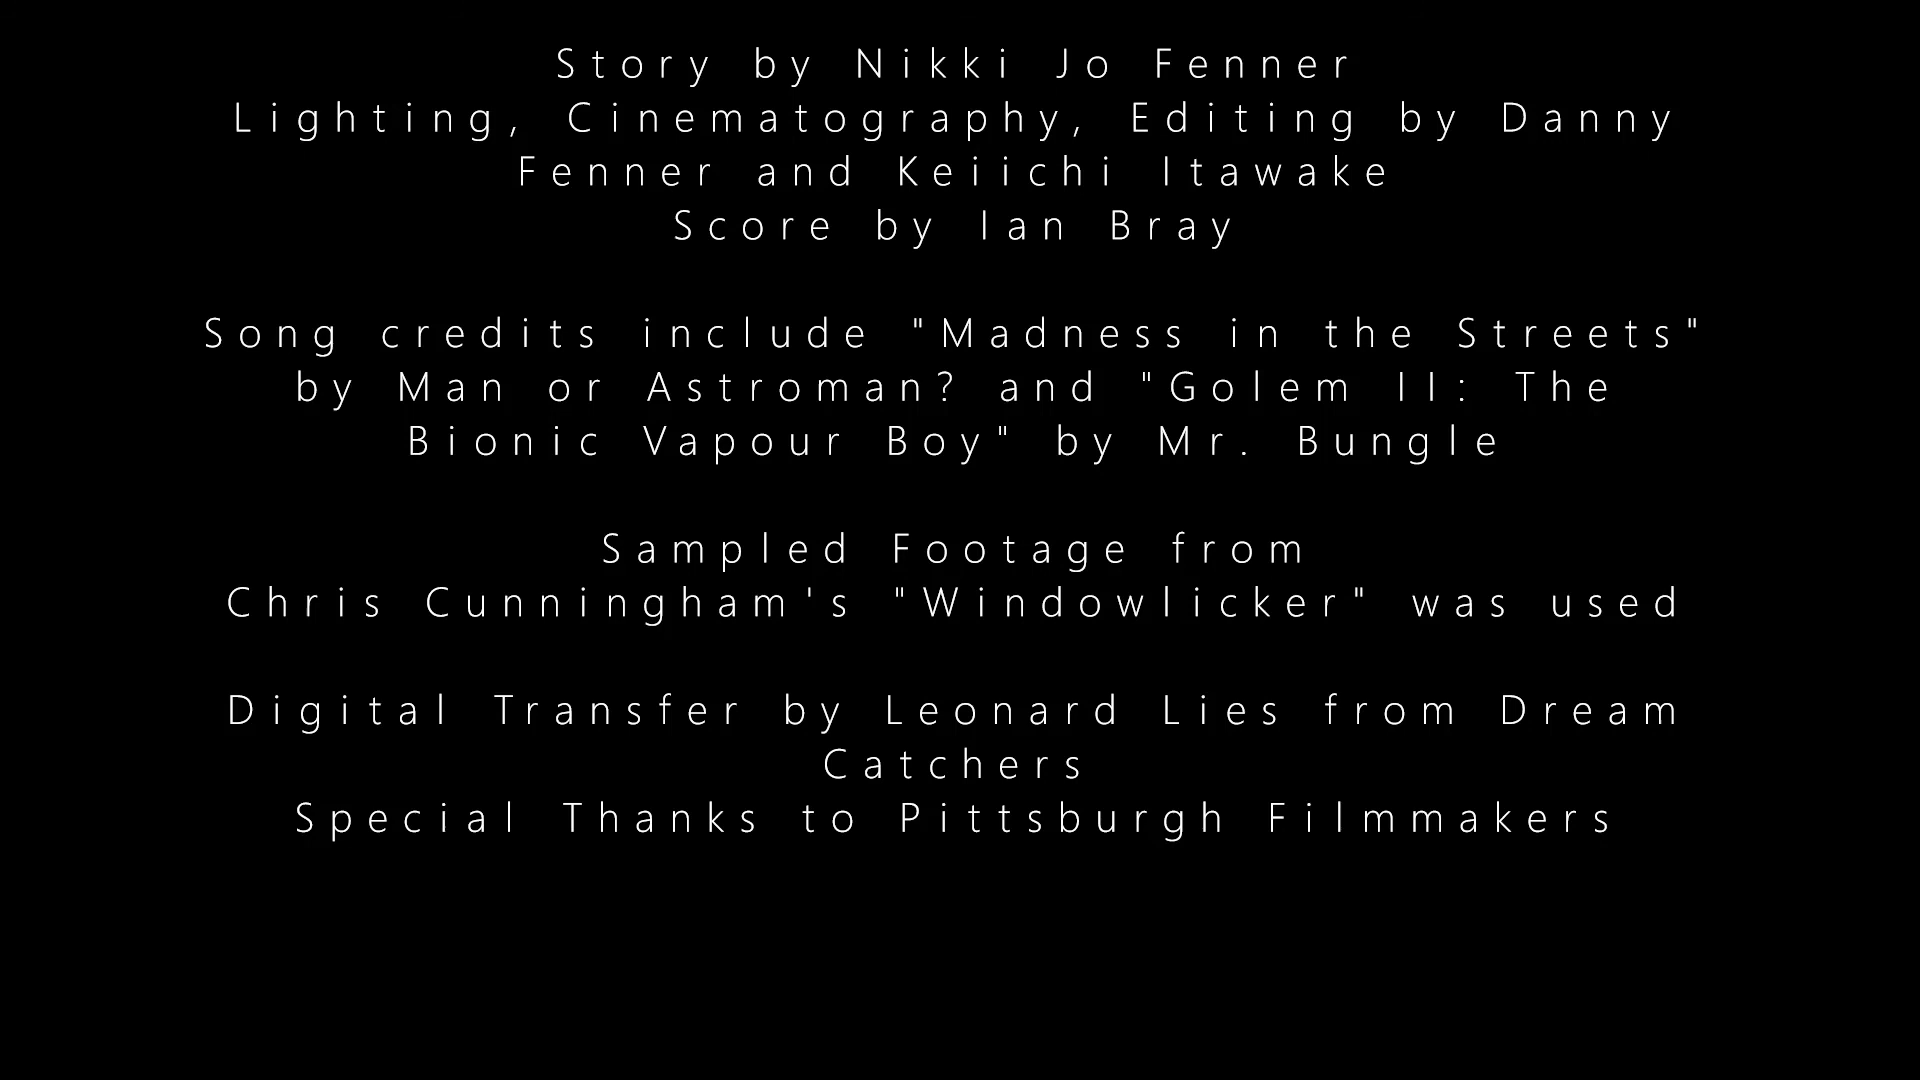 Story by Nikki Jo Fenner
Lighting, Cinematography, Editing by Danny
Fenner and Keiichi Itawake
Score by Ian Bray
Song credits include "Madness in the Streets"
by Man or Astroman? and "Golem II: The
Bionic Vapour Boy" by Mr. Bungle
Sampled Footage from
Chris Cunningham's "Windowlicker" was used
Digital Transfer by Leonard Lies from Dream
Catchers
Special Thanks to Pittsburgh Filmmakers